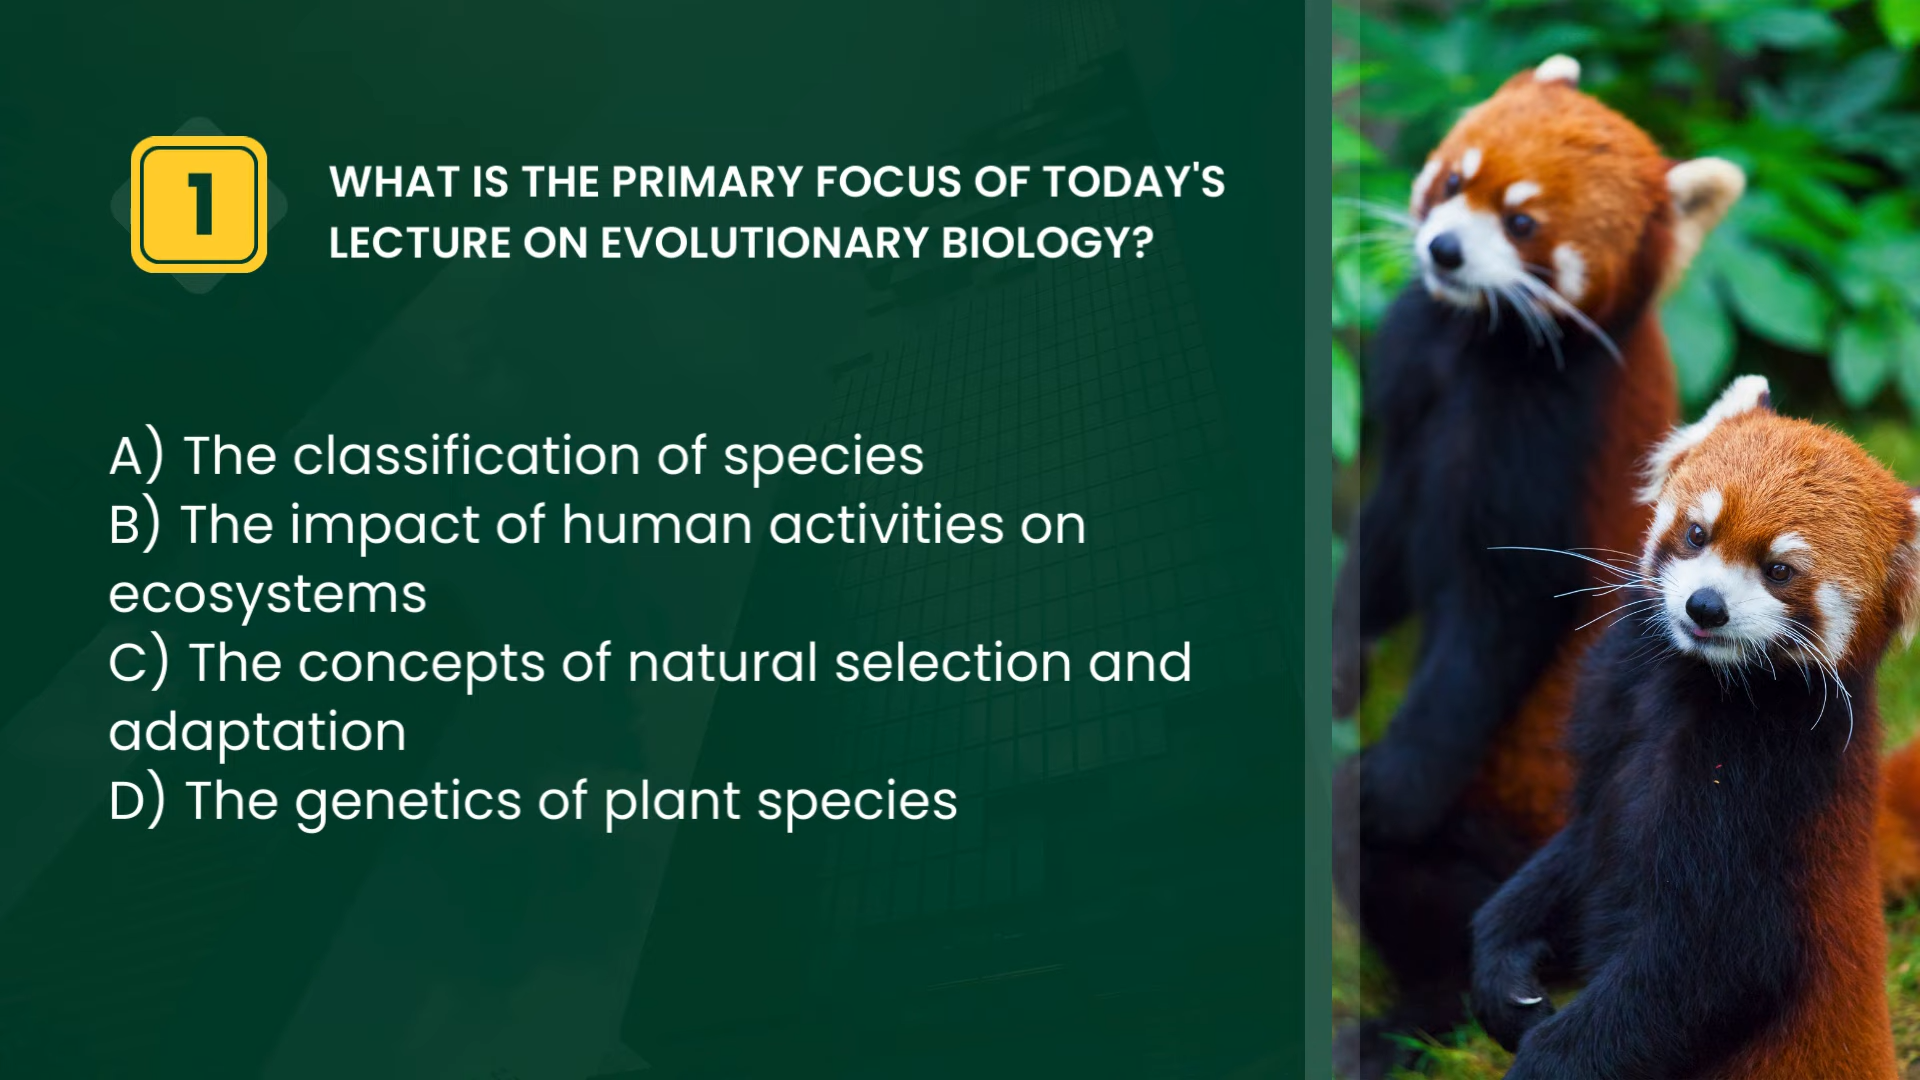 1
WHAT IS THE PRIMARY FOCUS OF TODAY'S
LECTURE ON EVOLUTIONARY BIOLOGY?
A) The classification of species
B) The impact of human activities on
ecosystems
C) The concepts of natural selection and
adaptation
D) The genetics of plant species